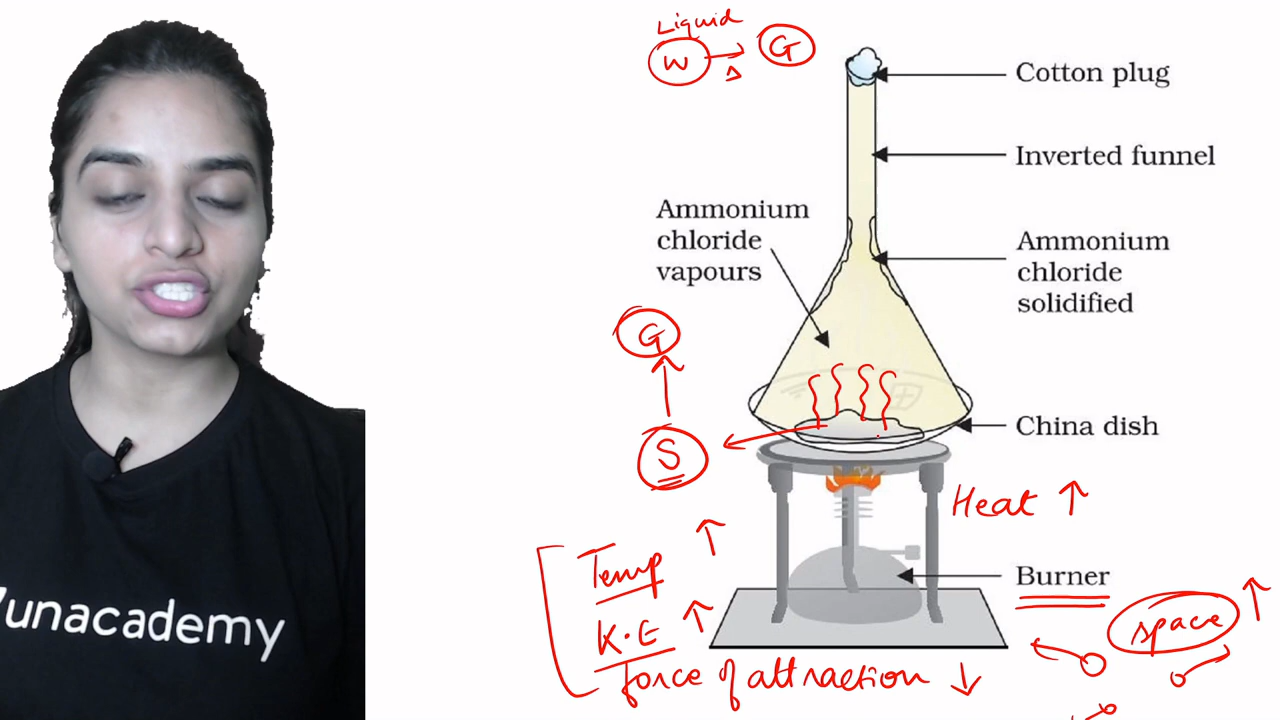 Liquid
W → G
Δ
Cotton plug
Inverted funnel
Ammonium
chloride
vapours
Ammonium
chloride
solidified
G
S
China dish
Heat ↑
Temp ↑
Burner
space ↑
K.E ↑
force of attraction ↓
unacademy